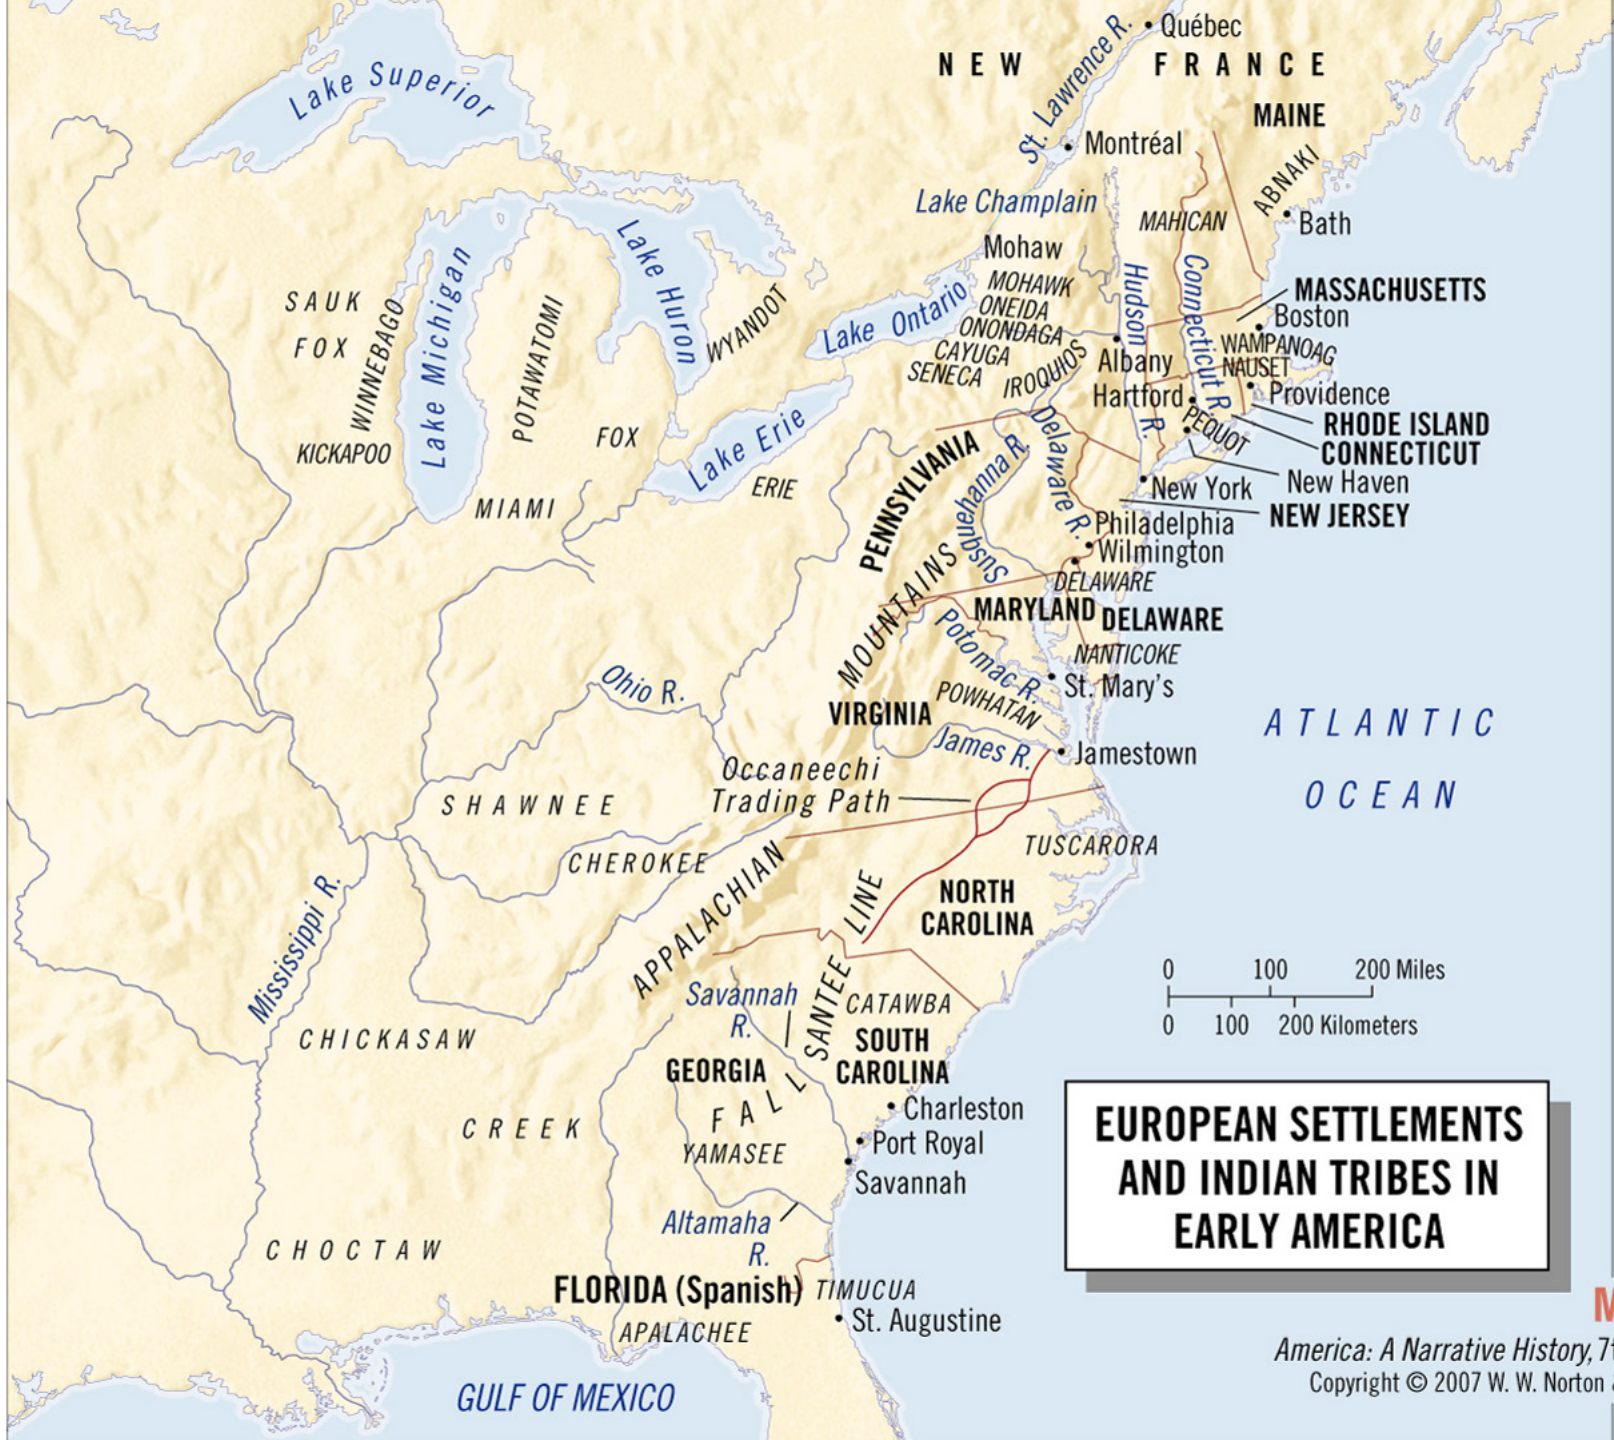 Québec
NEW FRANCE
St. Lawrence R.
MAINE
Lake Superior
Montréal
ABNAKI
Lake Champlain
MAHICAN
Bath
Mohaw
MOHAWK
ONEIDA
ONONDAGA
CAYUGA
SENECA
IROQUIOS
Lake Huron
Lake Michigan
Lake Ontario
Hudson R.
Connecticut R
MASSACHUSETTS
Boston
WAMPANOAG
NAUSET
SAUK
FOX
WINNEBAGO
POTAWATOMI
WYANDOT
Albany
Hartford
Providence
RHODE ISLAND
CONNECTICUT
PEQUOT
New Haven
KICKAPOO
FOX
Lake Erie
ERIE
MIAMI
PENNSYLVANIA
Susquehanna R.
Delaware R.
New York
NEW JERSEY
Philadelphia
Wilmington
DELAWARE
MARYLAND
DELAWARE
NANTICOKE
Potomac R.
St. Mary's
POWHATAN
VIRGINIA
James R.
Jamestown
Ohio R.
Occaneechi
Trading Path
ATLANTIC
OCEAN
SHAWNEE
CHEROKEE
TUSCARORA
APPALACHIAN MOUNTAINS
NORTH
CAROLINA
Mississippi R.
FALL LINE
SANTEE
Savannah
R.
CATAWBA
SOUTH
CAROLINA
CHICKASAW
GEORGIA
Charleston
Port Royal
Savannah
CREEK
YAMASEE
Altamaha
R.
CHOCTAW
FLORIDA (Spanish)
TIMUCUA
St. Augustine
APALACHEE
GULF OF MEXICO
0 100 200 Miles
0 100 200 Kilometers
EUROPEAN SETTLEMENTS
AND INDIAN TRIBES IN
EARLY AMERICA
M
America: A Narrative History, 7
Copyright © 2007 W. W. Norton